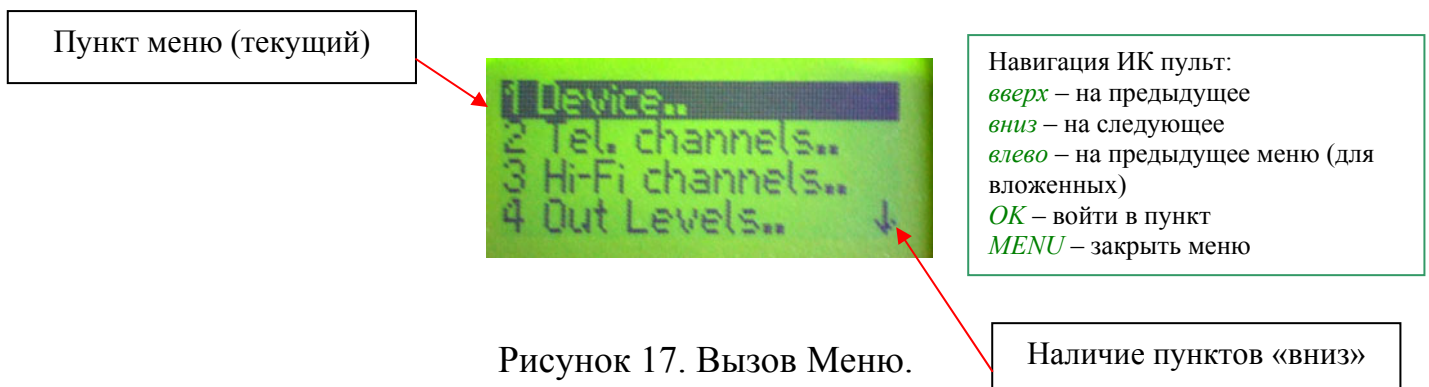 Пункт меню (текущий)
1 Device..
2 Tel. channels..
3 Hi-Fi channels..
4 Out Levels..
Навигация ИК пульт:
вверх – на предыдущее
вниз – на следующее
влево – на предыдущее меню (для
вложенных)
OK – войти в пункт
MENU – закрыть меню
Рисунок 17. Вызов Меню.
Наличие пунктов «вниз»